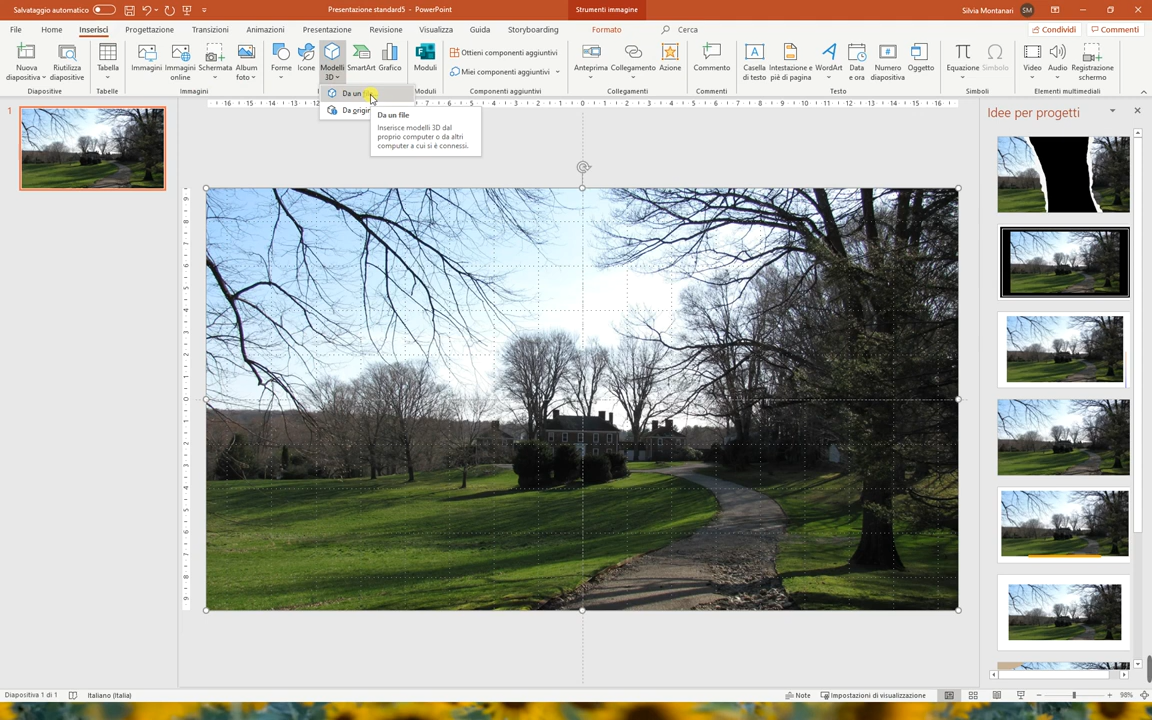 Salvataggio automatico
Presentazione standard5 - PowerPoint
Strumenti immagine
Silvia Montanari
SM
File
Home
Inserisci
Progettazione
Transizioni
Animazioni
Presentazione
Revisione
Visualizza
Guida
Storyboarding
Formato
Cerca
Condividi
Commenti
Nuova diapositiva
Riutilizza diapositive
Tabella
Immagini
Immagini online
Schermata
Album foto
Forme
Icone
Modelli 3D
SmartArt
Grafico
Moduli
Ottieni componenti aggiuntivi
Miei componenti aggiuntivi
Anteprima
Collegamento
Azione
Commento
Casella di testo
Intestazione e piè di pagina
WordArt
Data e ora
Numero diapositiva
Oggetto
Equazione
Simbolo
Video
Audio
Registrazione schermo
Diapositive
Tabelle
Immagini
Moduli
Componenti aggiuntivi
Collegamenti
Commenti
Testo
Simboli
Elementi multimediali
Da un
Da origin
Da un file
Inserisce modelli 3D dal
proprio computer o da altri
computer a cui si è connessi.
Idee per progetti
1
Diapositiva 1 di 1
Italiano (Italia)
Note
Impostazioni di visualizzazione
98%